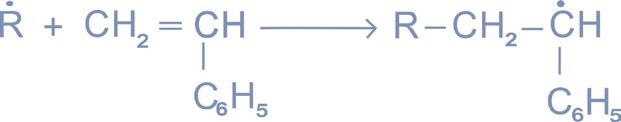 Ṙ + CH₂ = CH ⟶ R – CH₂ – ĊH
C₆H₅ C₆H₅